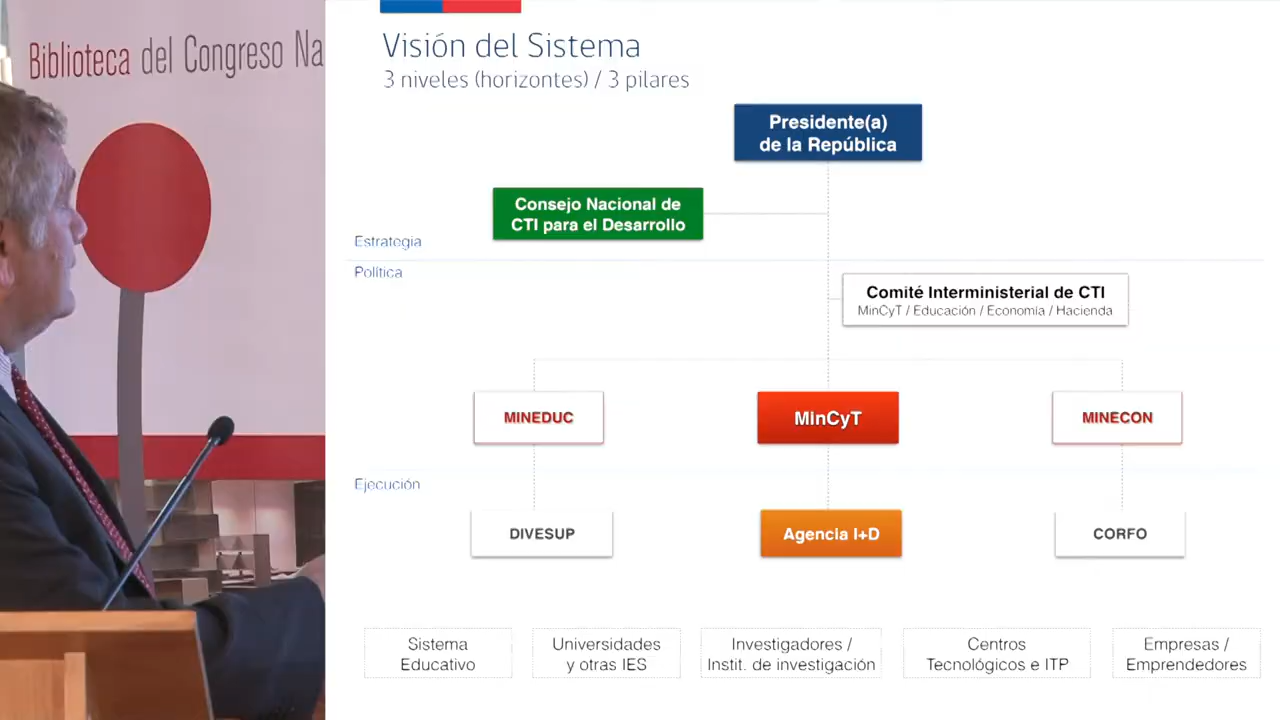 Biblioteca del Congreso Na
Visión del Sistema
3 niveles (horizontes) / 3 pilares
Presidente(a)
de la República
Consejo Nacional de
CTI para el Desarrollo
Estrategia
Política
Comité Interministerial de CTI
MinCyT / Educación / Economía / Hacienda
MINEDUC
MinCyT
MINECON
Ejecución
DIVESUP
Agencia I+D
CORFO
Sistema
Educativo
Universidades
y otras IES
Investigadores /
Instit. de investigación
Centros
Tecnológicos e ITP
Empresas /
Emprendedores